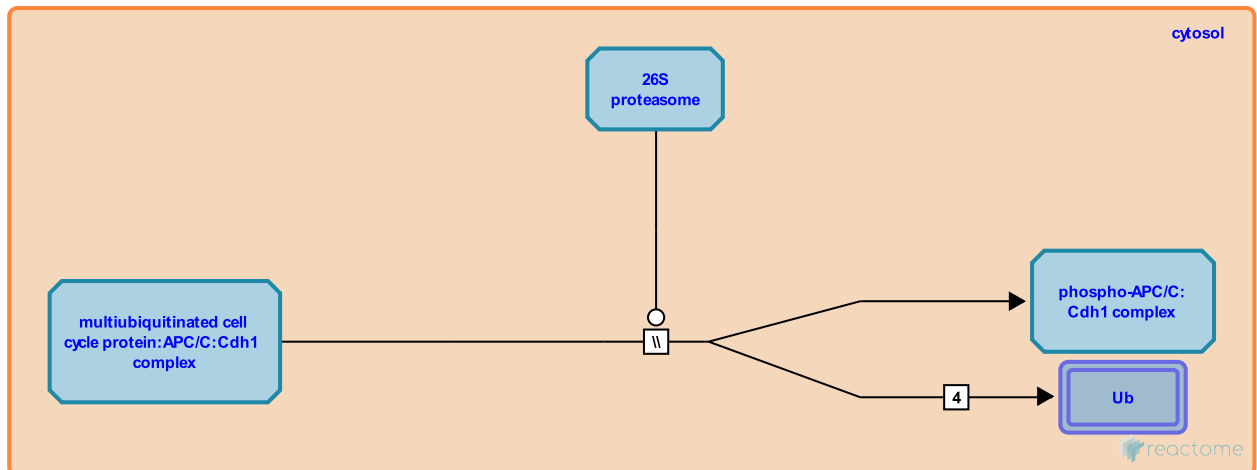 cytosol
26S
proteasome
multiubiquitinated cell
cycle protein:APC/C:Cdh1
complex
\\
phospho-APC/C:
Cdh1 complex
4
Ub
reactome